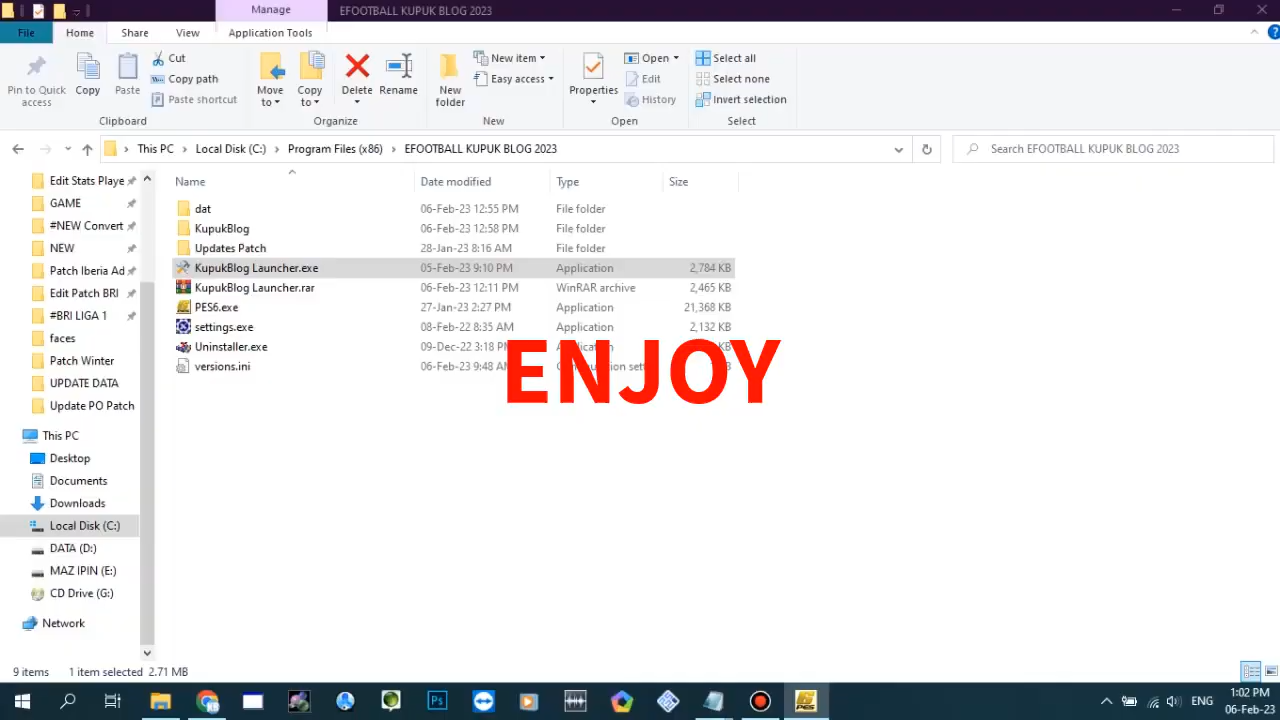 Manage
EFOOTBALL KUPUK BLOG 2023
File
Home
Share
View
Application Tools
Pin to Quick access
Copy
Paste
Cut
Copy path
Paste shortcut
Clipboard
Move to
Copy to
Delete
Rename
Organize
New folder
New item
Easy access
New
Properties
Open
Edit
History
Open
Select all
Select none
Invert selection
Select
This PC > Local Disk (C:) > Program Files (x86) > EFOOTBALL KUPUK BLOG 2023
Search EFOOTBALL KUPUK BLOG 2023
Edit Stats Playe
GAME
#NEW Convert
NEW
Patch Iberia Ad
Edit Patch BRI
#BRI LIGA 1
faces
Patch Winter
UPDATE DATA
Update PO Patch
This PC
Desktop
Documents
Downloads
Local Disk (C:)
DATA (D:)
MAZ IPIN (E:)
CD Drive (G:)
Network
Name Date modified Type Size
dat 06-Feb-23 12:55 PM File folder
KupukBlog 06-Feb-23 12:58 PM File folder
Updates Patch 28-Jan-23 8:16 AM File folder
KupukBlog Launcher.exe 05-Feb-23 9:10 PM Application 2,784 KB
KupukBlog Launcher.rar 06-Feb-23 12:11 PM WinRAR archive 2,465 KB
PES6.exe 27-Jan-23 2:27 PM Application 21,368 KB
settings.exe 08-Feb-22 8:35 AM Application 2,132 KB
Uninstaller.exe 09-Dec-22 3:18 KB
versions.ini 06-Feb-23 9:48
ENJOY
9 items 1 item selected 2.71 MB
Ps
PES
ENG
1:02 PM
06-Feb-23